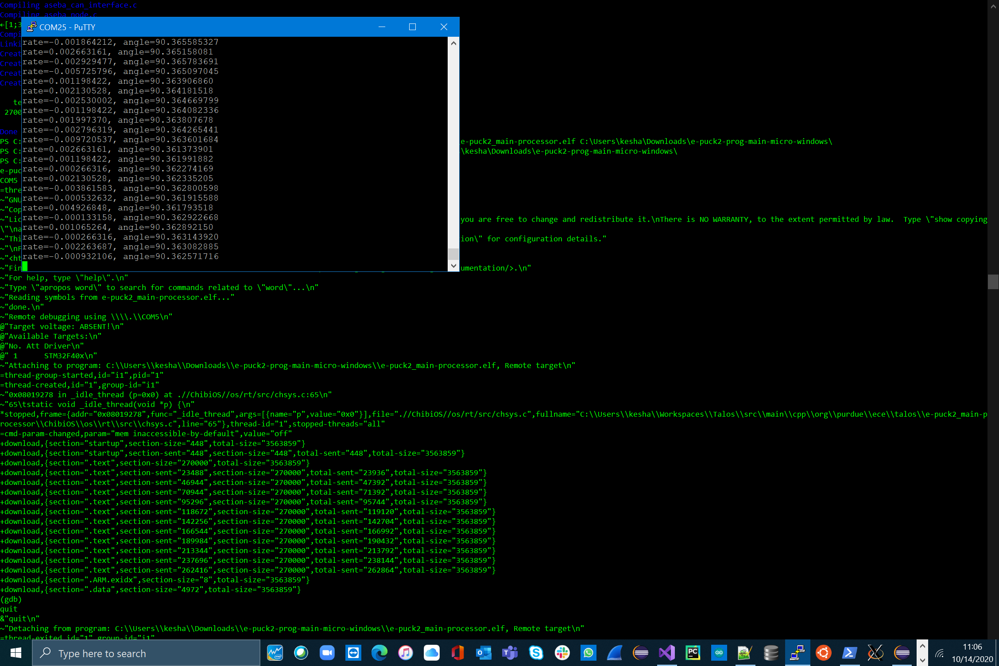 Compiling aseba_can_interface.c
Compiling aseba_node.c
←[1;3
Compi
Linki
Creat
Creat
Creat
Creat
te
2700
Done
COM25 - PuTTY
rate=-0.001864212, angle=90.365585327
rate=0.002663161, angle=90.365158081
rate=-0.002929477, angle=90.365783691
rate=-0.005725796, angle=90.365097045
rate=0.001198422, angle=90.363906860
rate=0.002130528, angle=90.364181518
rate=-0.002530002, angle=90.364669799
rate=-0.001198422, angle=90.364082336
rate=0.001997370, angle=90.363807678
rate=-0.002796319, angle=90.364265441
rate=-0.009720537, angle=90.363601684
rate=0.002663161, angle=90.361373901
rate=0.001198422, angle=90.361991882
rate=0.000266316, angle=90.362274169
rate=0.002130528, angle=90.362335205
rate=-0.003861583, angle=90.362800598
rate=-0.000532632, angle=90.361915588
rate=0.004926848, angle=90.361793518
rate=-0.000133158, angle=90.362922668
rate=0.001065264, angle=90.362892150
rate=-0.000266316, angle=90.363143920
rate=-0.002263687, angle=90.363082885
rate=-0.000932106, angle=90.362571716
PS C: e-puck2_main-processor.elf C:\Users\kesha\Downloads\e-puck2-prog-main-micro-windows\
PS C: \kesha\Downloads\e-puck2-prog-main-micro-windows\
PS C:
e-puc
COM5
=thre
~"GNU
~"Cop
~"Lic you are free to change and redistribute it.\nThere is NO WARRANTY, to the extent permitted by law.  Type \"show copying
\"\na
~"Thi ion\" for configuration details."
~"\nF
~"<ht
~"Fin umentation/>.\n"
~"For help, type \"help\".\n"
~"Type \"apropos word\" to search for commands related to \"word\"...\n"
~"Reading symbols from e-puck2_main-processor.elf..."
~"done.\n"
~"Remote debugging using \\\\.\\COM5\n"
@"Target voltage: ABSENT!\n"
@"Available Targets:\n"
@"No. Att Driver\n"
@" 1      STM32F40x\n"
~"Attaching to program: C:\\Users\\kesha\\Downloads\\e-puck2-prog-main-micro-windows\\e-puck2_main-processor.elf, Remote target\n"
=thread-group-started,id="i1",pid="1"
=thread-created,id="1",group-id="i1"
~"0x08019278 in _idle_thread (p=0x0) at .//ChibiOS//os/rt/src/chsys.c:65\n"
~"65\tstatic void _idle_thread(void *p) {\n"
*stopped,frame={addr="0x08019278",func="_idle_thread",args=[{name="p",value="0x0"}],file=".//ChibiOS//os/rt/src/chsys.c",fullname="C:\\Users\\kesha\\Workspaces\\Talos\\src\\main\\cpp\\org\\purdue\\ece\\talos\\e-puck2_main-p
rocessor\\ChibiOS\\os\\rt\\src\\chsys.c",line="65"},thread-id="1",stopped-threads="all"
=cmd-param-changed,param="mem inaccessible-by-default",value="off"
+download,{section="startup",section-size="448",total-size="3563859"}
+download,{section="startup",section-sent="448",section-size="448",total-sent="448",total-size="3563859"}
+download,{section=".text",section-size="270000",total-size="3563859"}
+download,{section=".text",section-sent="23488",section-size="270000",total-sent="23936",total-size="3563859"}
+download,{section=".text",section-sent="46944",section-size="270000",total-sent="47392",total-size="3563859"}
+download,{section=".text",section-sent="70944",section-size="270000",total-sent="71392",total-size="3563859"}
+download,{section=".text",section-sent="95296",section-size="270000",total-sent="95744",total-size="3563859"}
+download,{section=".text",section-sent="118672",section-size="270000",total-sent="119120",total-size="3563859"}
+download,{section=".text",section-sent="142256",section-size="270000",total-sent="142704",total-size="3563859"}
+download,{section=".text",section-sent="166544",section-size="270000",total-sent="166992",total-size="3563859"}
+download,{section=".text",section-sent="189984",section-size="270000",total-sent="190432",total-size="3563859"}
+download,{section=".text",section-sent="213344",section-size="270000",total-sent="213792",total-size="3563859"}
+download,{section=".text",section-sent="237696",section-size="270000",total-sent="238144",total-size="3563859"}
+download,{section=".text",section-sent="262416",section-size="270000",total-sent="262864",total-size="3563859"}
+download,{section=".ARM.exidx",section-size="8",total-size="3563859"}
+download,{section=".data",section-size="4972",total-size="3563859"}
(gdb)
quit
&"quit\n"
~"Detaching from program: C:\\Users\\kesha\\Downloads\\e-puck2-prog-main-micro-windows\\e-puck2_main-processor.elf, Remote target\n"
=thread-exited,id="1",group-id="i1"
Type here to search
11:06
10/14/2020